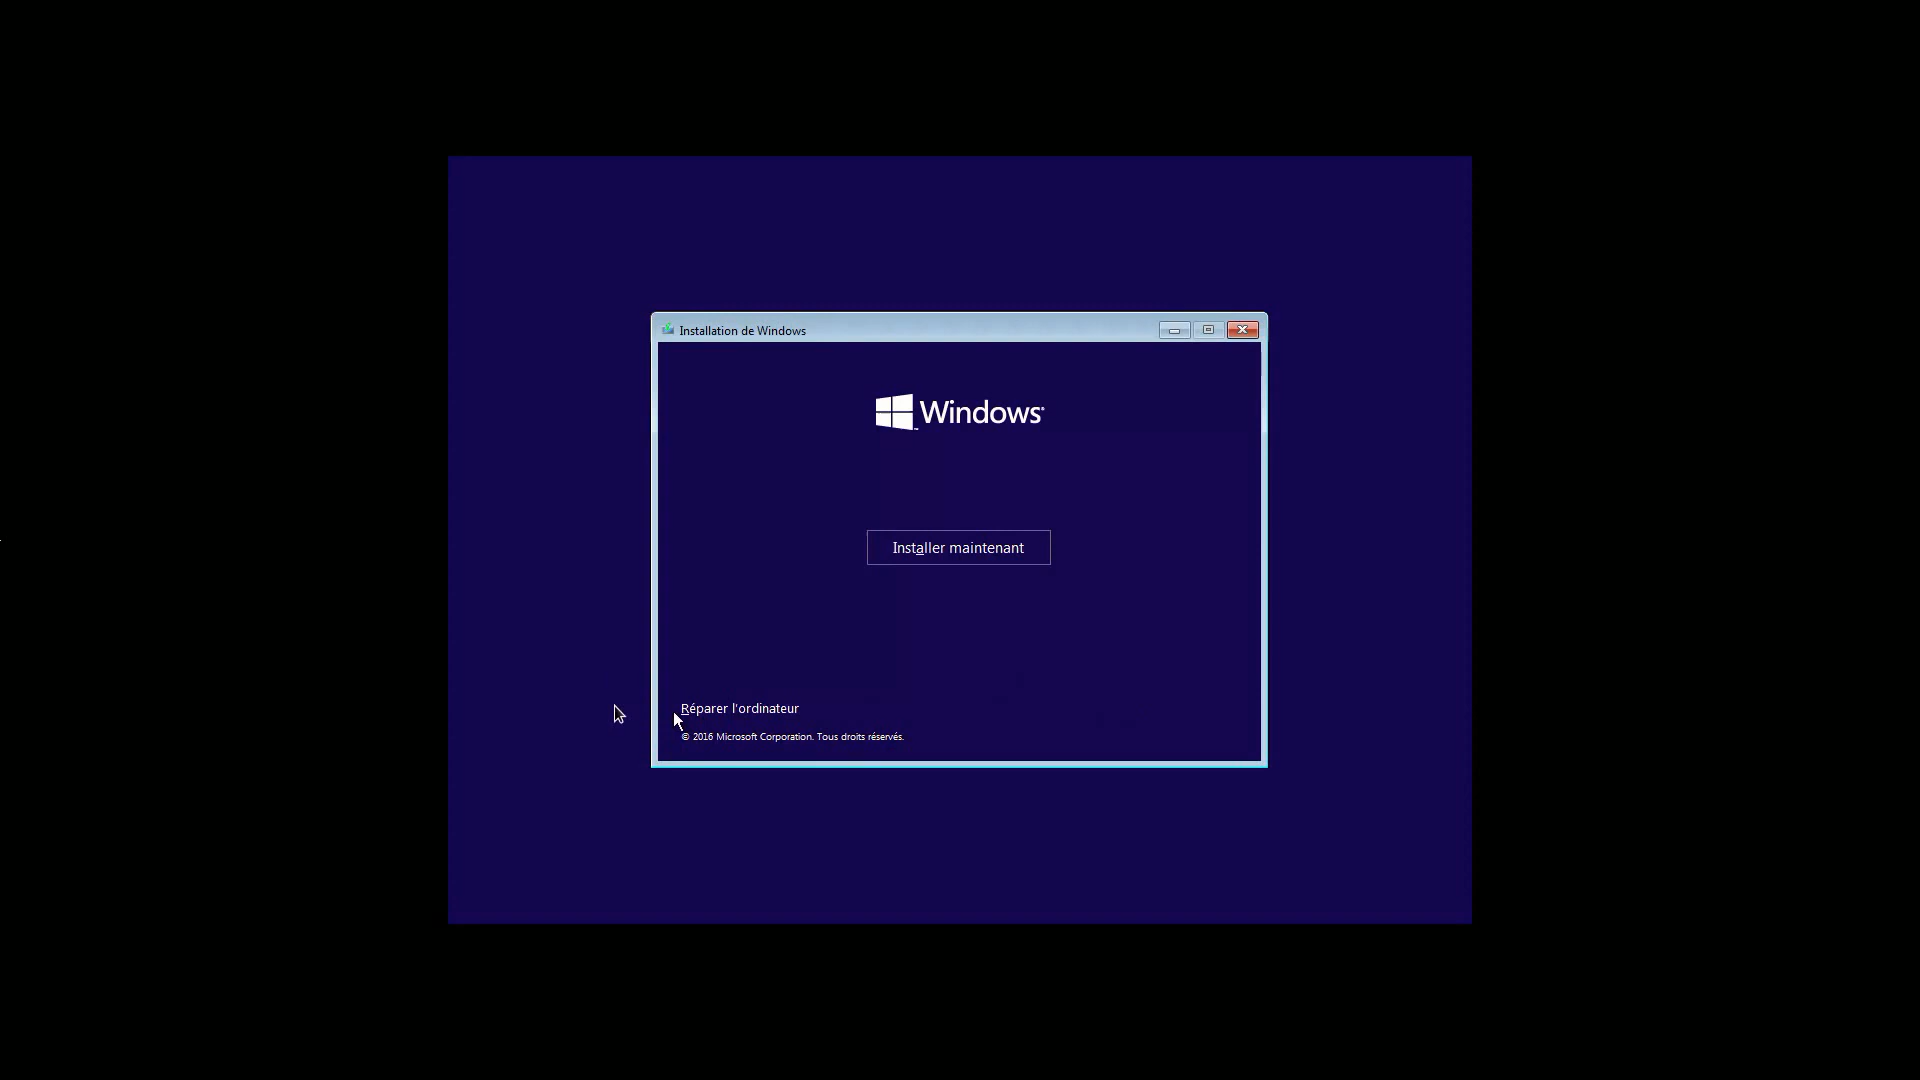 Installation de Windows
Windows
Installer maintenant
Réparer l'ordinateur
© 2016 Microsoft Corporation. Tous droits réservés.